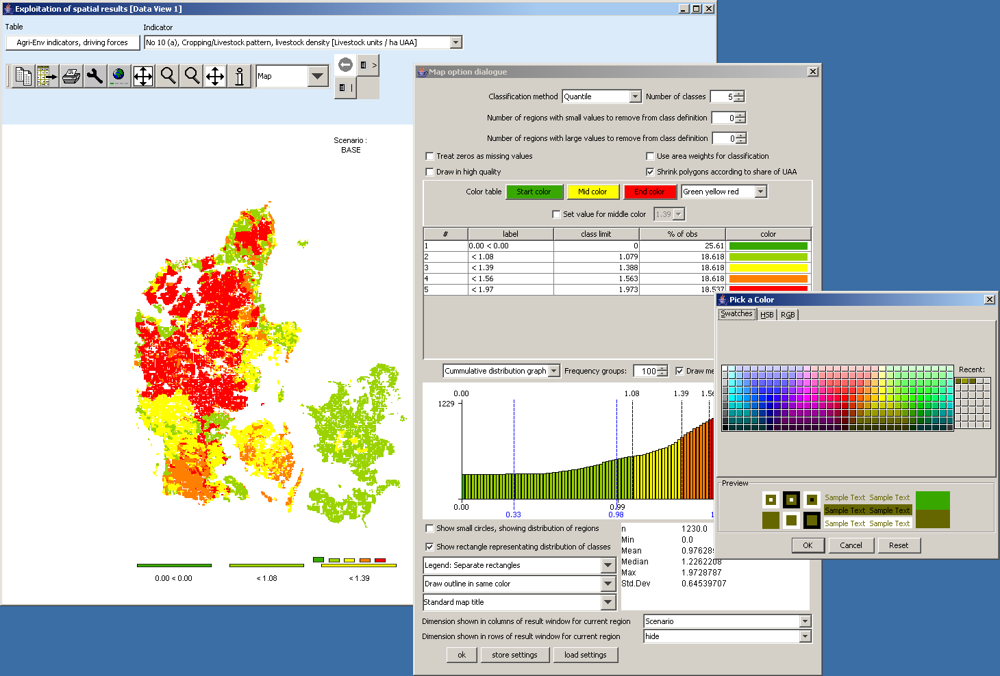 Exploitation of spatial results [Data View 1]
Table
Indicator
Agri-Env indicators, driving forces
No 10 (a), Cropping/Livestock pattern, livestock density [Livestock units / ha UAA]
Map
>
Scenario :
BASE
0.00 < 0.00
< 1.08
< 1.39
Map option dialogue
Classification method
Quantile
Number of classes
5
Number of regions with small values to remove from class definition
0
Number of regions with large values to remove from class definition
0
Treat zeros as missing values
Use area weights for classification
Draw in high quality
Shrink polygons according to share of UAA
Color table
Start color
Mid color
End color
Green yellow red
Set value for middle color
1.39
# label class limit % of obs color
1 0.00 < 0.00 0 25.61
2 < 1.08 1.079 18.618
3 < 1.39 1.388 18.618
4 < 1.56 1.563 18.618
5 < 1.97 1.973 18.537
Cummulative distribution graph
Frequency groups:
100
Draw me
0.00 1.08 1.39 1.56
1229
0.00 0.99
0.33 0.98 1
Show small circles, showing distribution of regions
Show rectangle representating distribution of classes
Legend: Separate rectangles
Draw outline in same color
Standard map title
n 1230.0
Min 0.0
Mean 0.97628
Median 1.2262208
Max 1.9728787
Std.Dev 0.64539707
Dimension shown in columns of result window for current region
Scenario
Dimension shown in rows of result window for current region
hide
ok
store settings
load settings
Pick a Color
Swatches
HSB
RGB
Recent:
Preview
Sample Text Sample Text
Sample Text Sample Text
Sample Text Sample Text
OK
Cancel
Reset